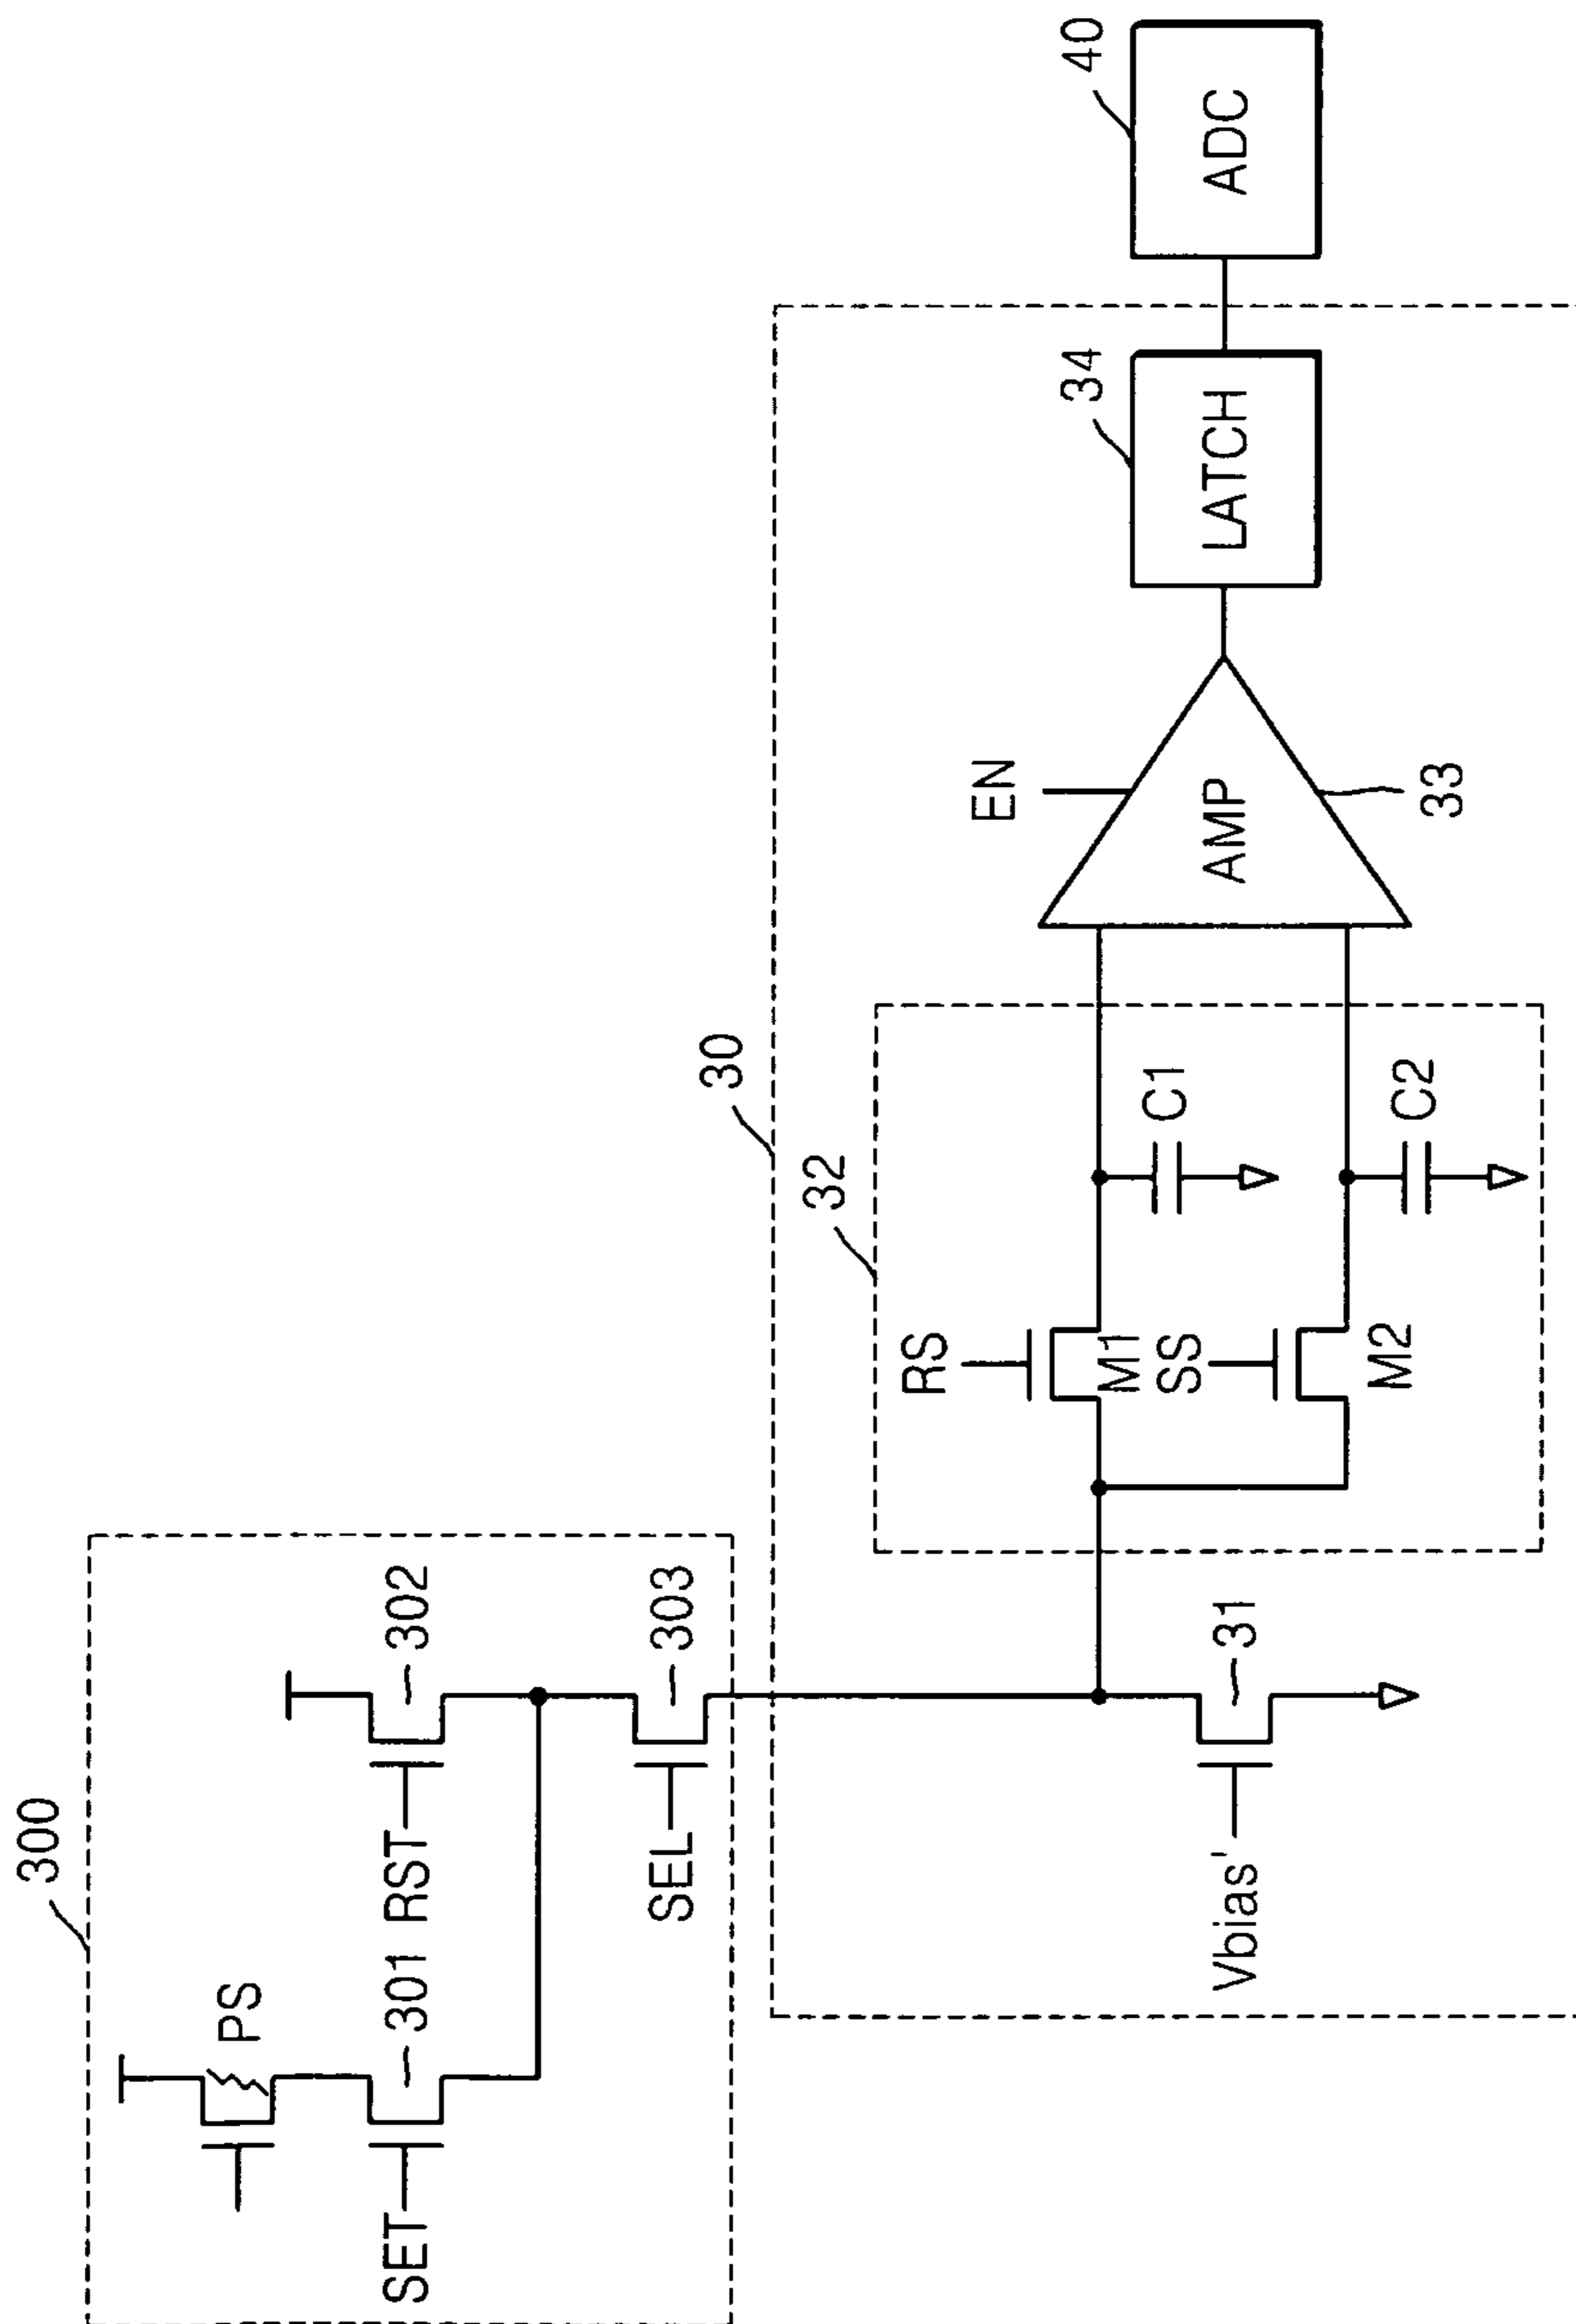 300
PS
SET
301
RST
302
SEL
303
30
32
Vbias'
31
RS
M1
SS
M2
C1
C2
EN
AMP
33
34
LATCH
40
ADC